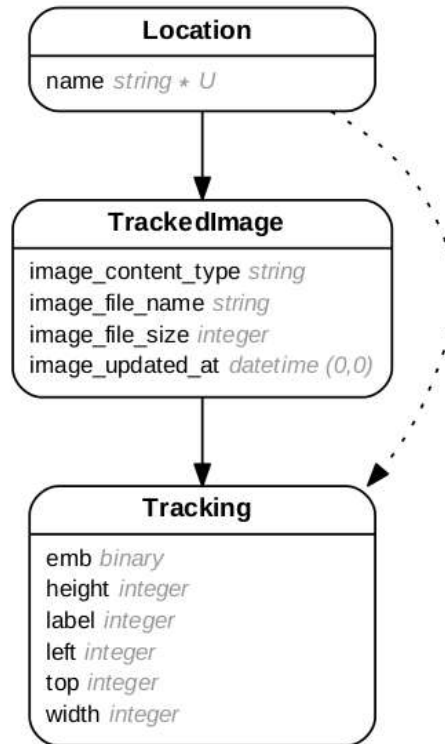 Location
name string * U
TrackedImage
image_content_type string
image_file_name string
image_file_size integer
image_updated_at datetime (0,0)
Tracking
emb binary
height integer
label integer
left integer
top integer
width integer